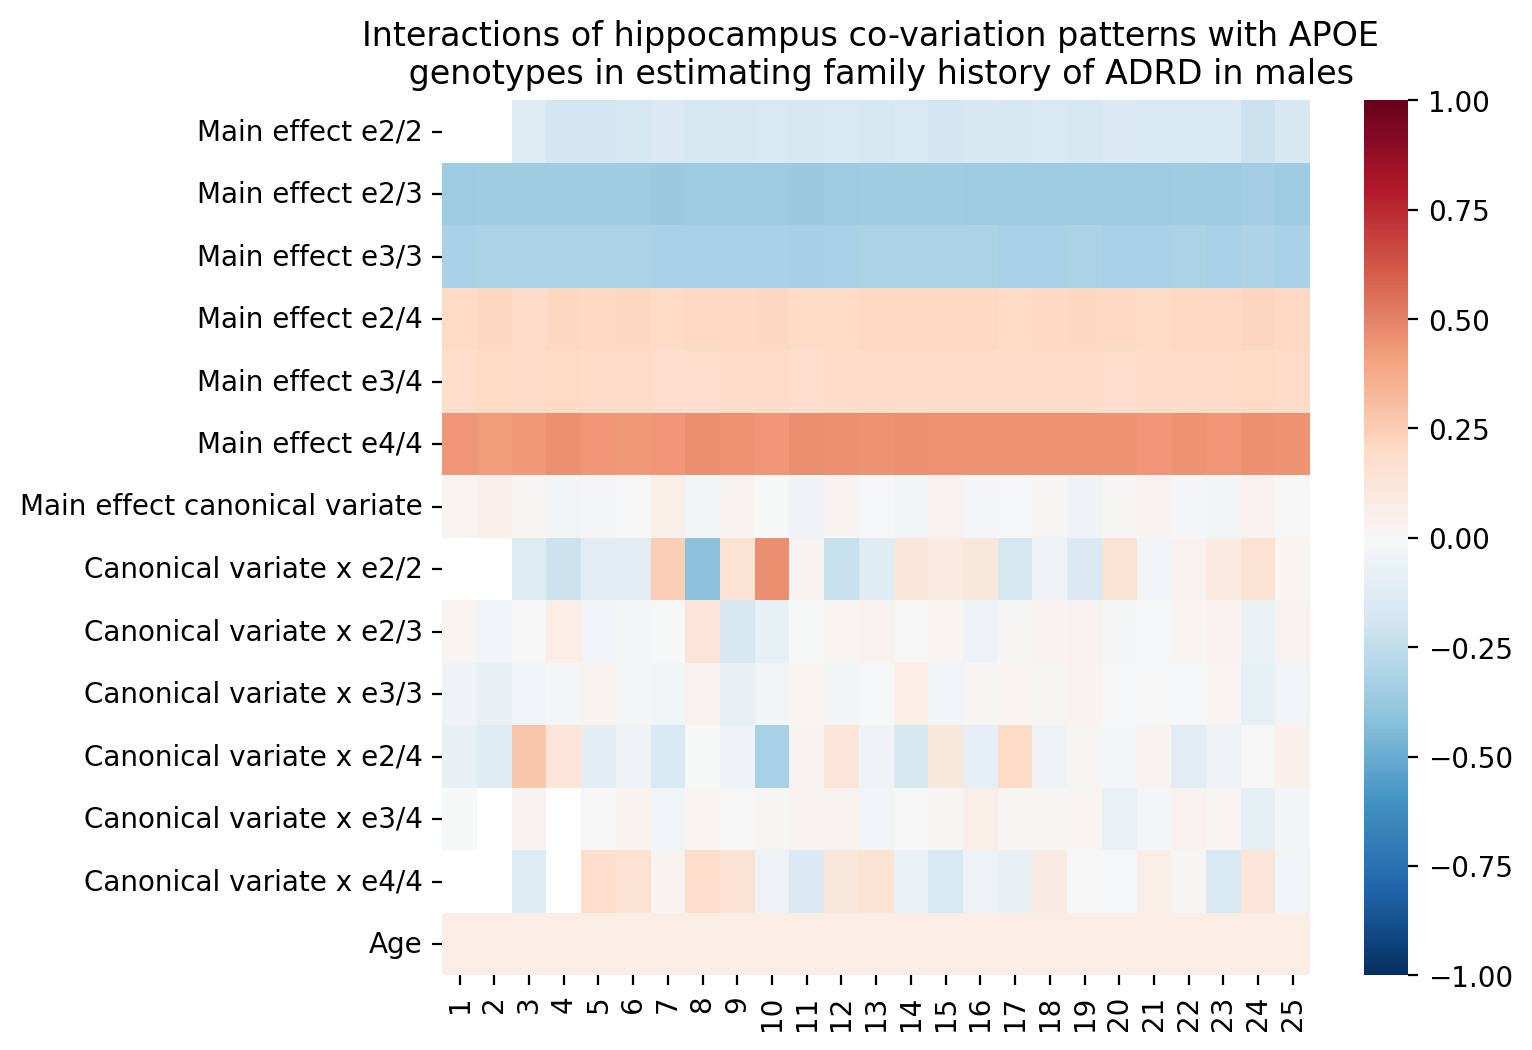 Interactions of hippocampus co-variation patterns with APOE
genotypes in estimating family history of ADRD in males
Main effect e2/2
Main effect e2/3
Main effect e3/3
Main effect e2/4
Main effect e3/4
Main effect e4/4
Main effect canonical variate
Canonical variate x e2/2
Canonical variate x e2/3
Canonical variate x e3/3
Canonical variate x e2/4
Canonical variate x e3/4
Canonical variate x e4/4
Age
1 2 3 4 5 6 7 8 9 10 11 12 13 14 15 16 17 18 19 20 21 22 23 24 25
1.00
0.75
0.50
0.25
0.00
−0.25
−0.50
−0.75
−1.00